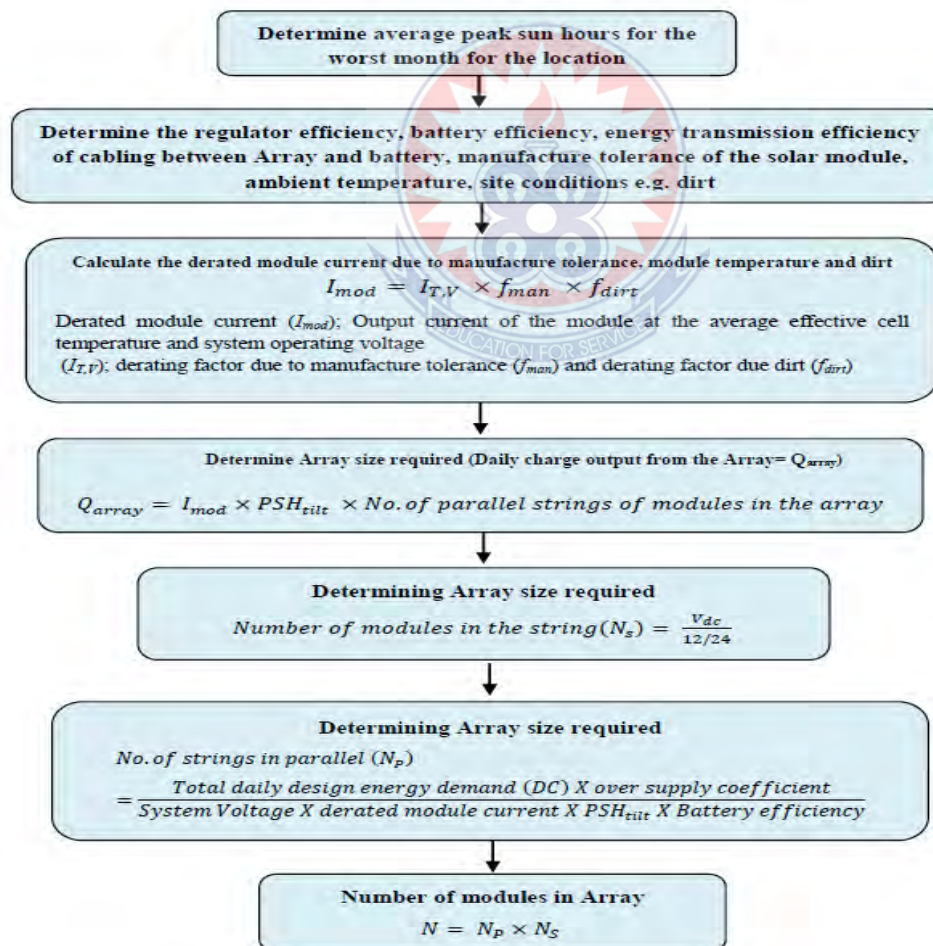 Determine average peak sun hours for the
worst month for the location
Determine the regulator efficiency, battery efficiency, energy transmission efficiency
of cabling between Array and battery, manufacture tolerance of the solar module,
ambient temperature, site conditions e.g. dirt
Calculate the derated module current due to manufacture tolerance, module temperature and dirt
I_mod = I_T,V × f_man × f_dirt
Derated module current (I_mod); Output current of the module at the average effective cell
temperature and system operating voltage
(I_T,V); derating factor due to manufacture tolerance (f_man) and derating factor due dirt (f_dirt)
EDUCATION FOR SERVICE
Determine Array size required (Daily charge output from the Array= Q_array)
Q_array = I_mod × PSH_tilt × No. of parallel strings of modules in the array
Determining Array size required
Number of modules in the string(N_s) = V_dc / 12/24
Determining Array size required
No. of strings in parallel (N_P)
= Total daily design energy demand (DC) X over supply coefficient
System Voltage X derated module current X PSH_tilt X Battery efficiency
Number of modules in Array
N = N_P × N_S